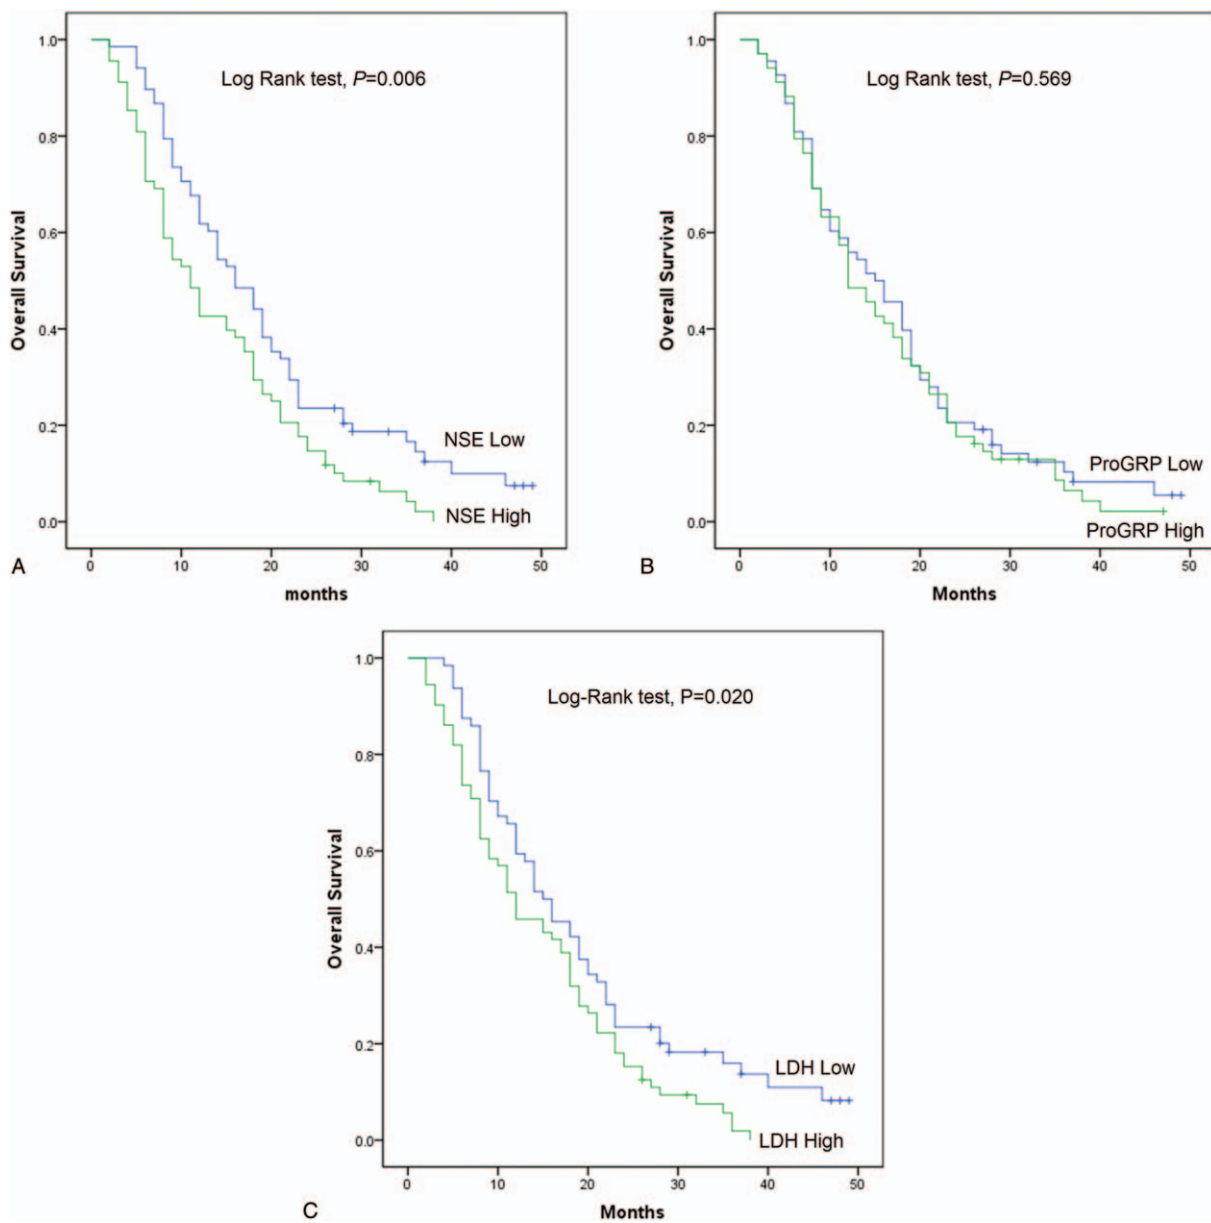 1.0
Log Rank test, P=0.006
0.8
0.6
Overall Survival
0.4
0.2
NSE Low
NSE High
0.0
A
0 10 20 30 40 50
months
1.0
Log Rank test, P=0.569
0.8
0.6
Overall Survival
0.4
0.2
ProGRP Low
0.0
ProGRP High
B
0 10 20 30 40 50
Months
1.0
Log-Rank test, P=0.020
0.8
0.6
Overall Survival
0.4
0.2
LDH Low
0.0
LDH High
0 10 20 30 40 50
C
Months